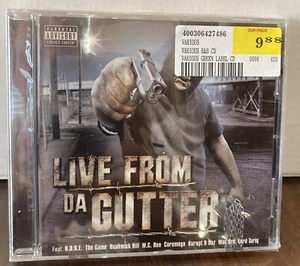 PARENTAL
ADVISORY
EXPLICIT CONTENT
400306427486
OUR PRICE
9.88
VARIOUS
VARIOUS R&B CD
VARIOUS GREEN LABEL CD
LIVE FROM
DA GUTTER
Feat. N.O.R.E. The Game Bushwick Bill M.C. Ren Cormega Kurupt & Daz Mac Dre Lord Tariq